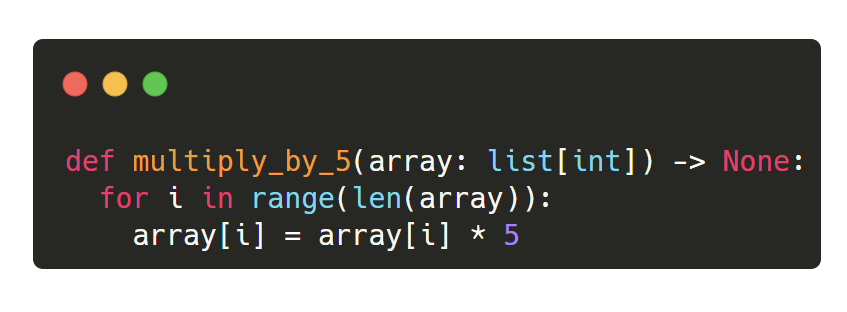 def multiply_by_5(array: list[int]) -> None:
  for i in range(len(array)):
    array[i] = array[i] * 5